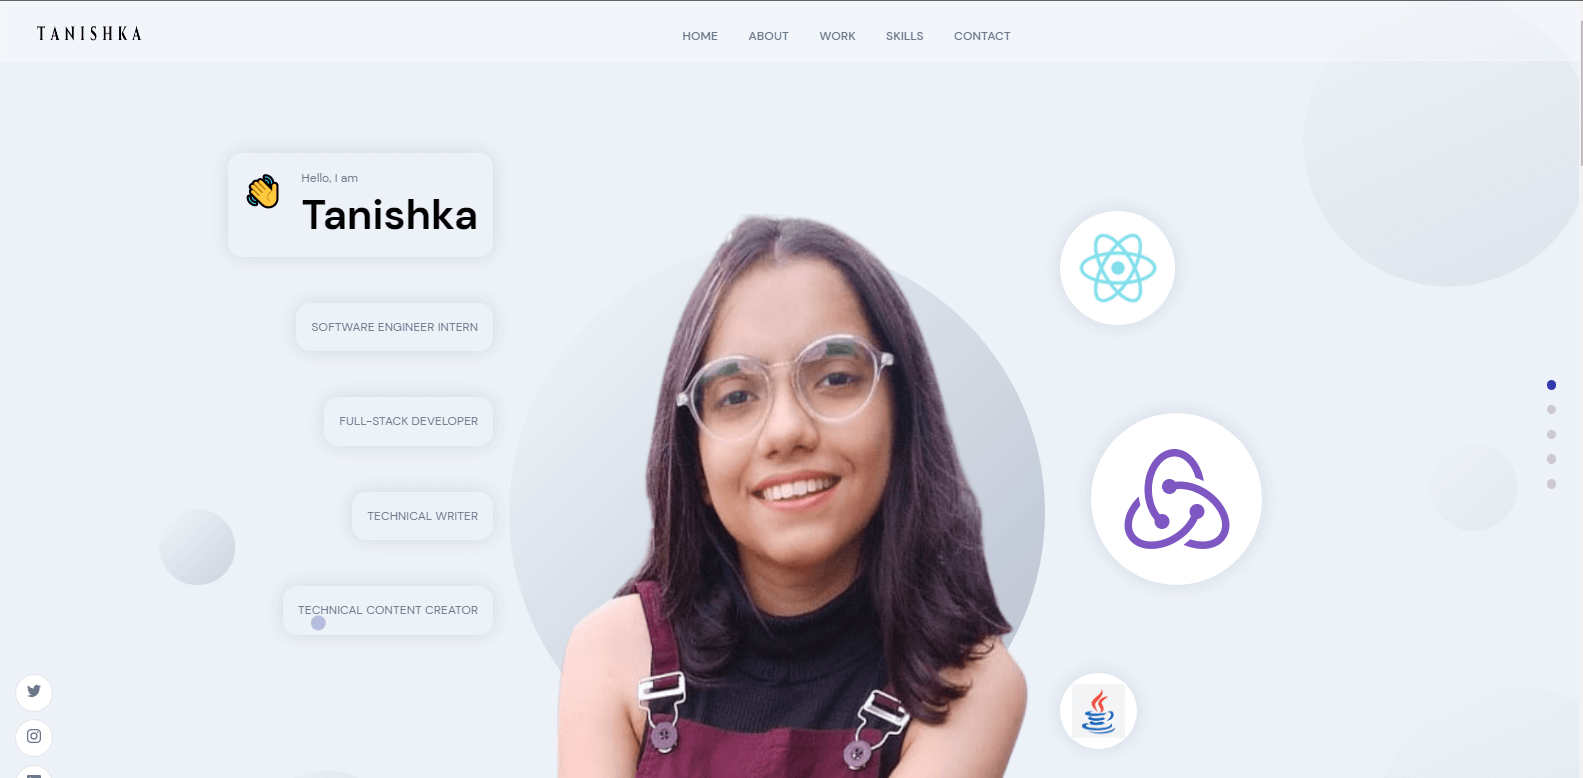 TANISHKA
HOME ABOUT WORK SKILLS CONTACT
Hello, I am
Tanishka
SOFTWARE ENGINEER INTERN
FULL-STACK DEVELOPER
TECHNICAL WRITER
TECHNICAL CONTENT CREATOR